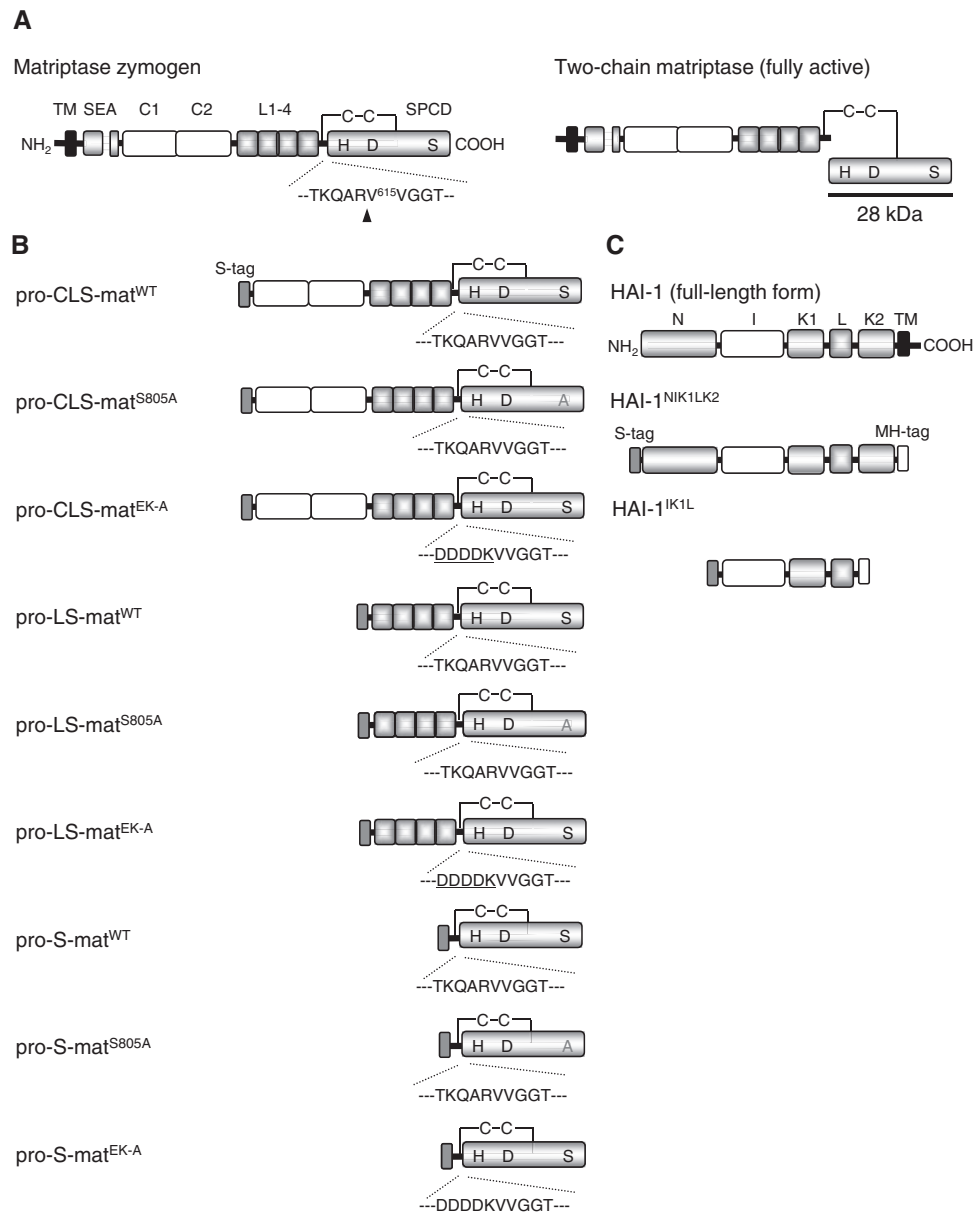 A
Matriptase zymogen
TM SEA C1 C2 L1-4 C-C SPCD
NH2 H D S COOH
--TKQARV⁶¹⁵VGGT--
Two-chain matriptase (fully active)
C-C
H D S
28 kDa
B
S-tag
pro-CLS-matWT
C-C
H D S
---TKQARVVGGT---
pro-CLS-matS805A
C-C
H D A
---TKQARVVGGT---
pro-CLS-matEK-A
C-C
H D S
---DDDDKVVGGT---
pro-LS-matWT
C-C
H D S
---TKQARVVGGT---
pro-LS-matS805A
C-C
H D A
---TKQARVVGGT---
pro-LS-matEK-A
C-C
H D S
---DDDDKVVGGT---
pro-S-matWT
C-C
H D S
---TKQARVVGGT---
pro-S-matS805A
C-C
H D A
---TKQARVVGGT---
pro-S-matEK-A
C-C
H D S
---DDDDKVVGGT---
C
HAI-1 (full-length form)
N I K1 L K2 TM
NH2 COOH
HAI-1NIK1LK2
S-tag MH-tag
HAI-1IK1L